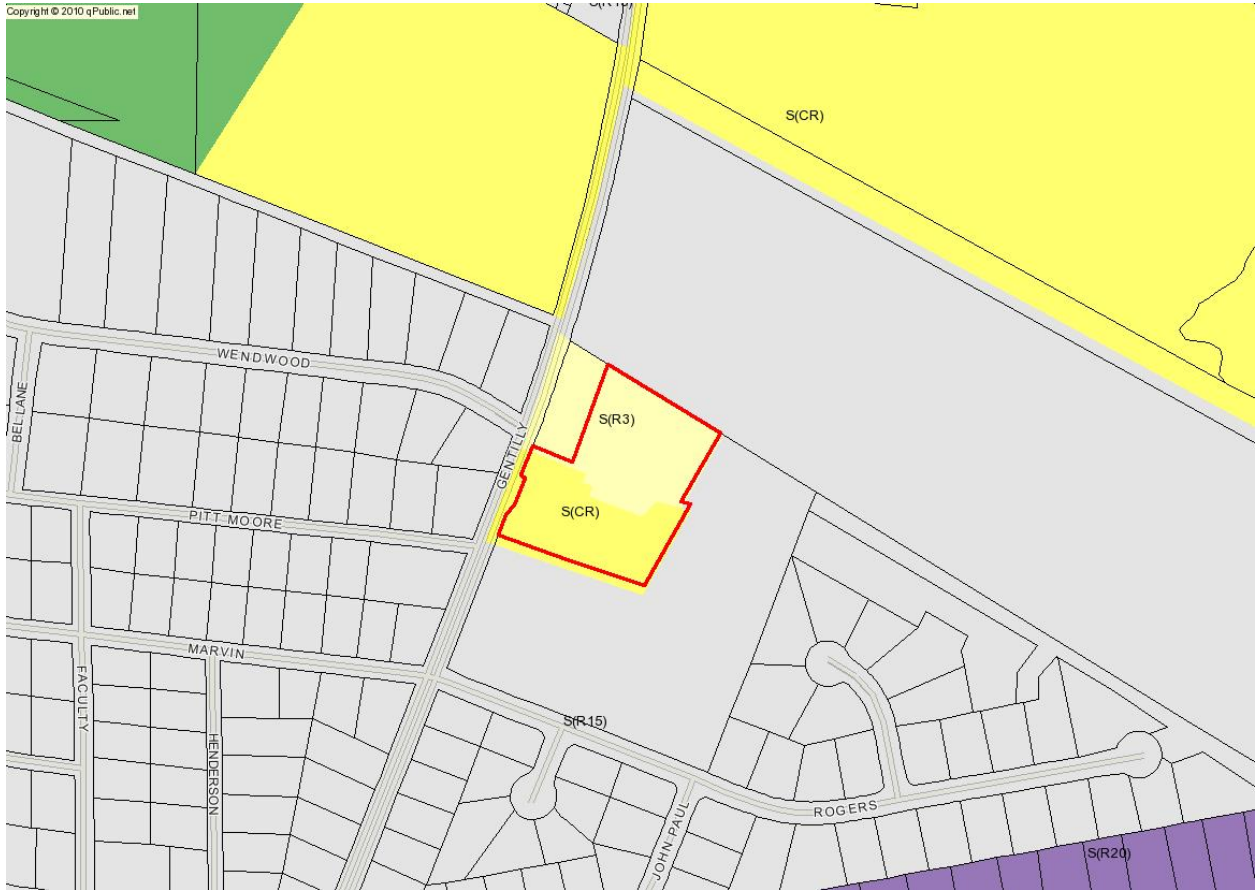 Copyright © 2010 qPublic.net
S(R15)
S(CR)
WENDWOOD
BEL LANE
GENTILLY
S(R3)
S(CR)
PITT MOORE
MARVIN
FACULTY
HENDERSON
S(R15)
JOHN PAUL
ROGERS
S(R20)